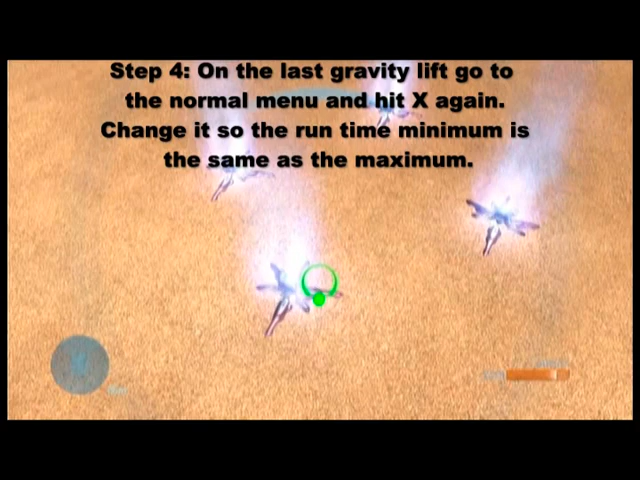 Step 4: On the last gravity lift go to
the normal menu and hit X again.
Change it so the run time minimum is
the same as the maximum.